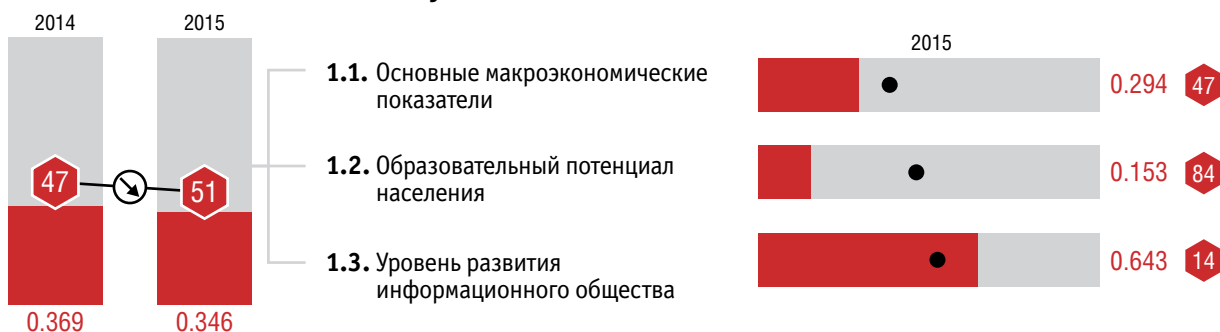 2014
2015
47
51
0.369
0.346
1.1. Основные макроэкономические
показатели
1.2. Образовательный потенциал
населения
1.3. Уровень развития
информационного общества
2015
0.294 47
0.153 84
0.643 14